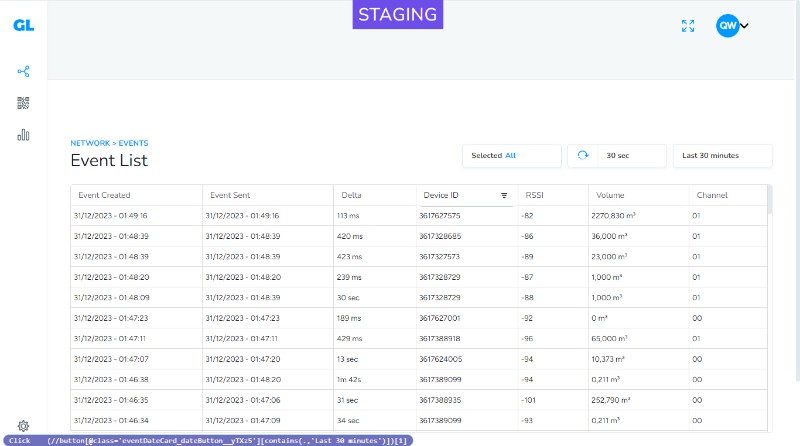 STAGING
GL
QW
NETWORK > EVENTS
Event List
Selected All
30 sec
Last 30 minutes
Event Created Event Sent Delta Device ID RSSI Volume Channel
31/12/2023 - 01:49:16 31/12/2023 - 01:49:16 113 ms 3617627575 -82 2270,830 m³ 01
31/12/2023 - 01:48:39 31/12/2023 - 01:48:39 420 ms 3617328685 -86 36,000 m³ 01
31/12/2023 - 01:48:39 31/12/2023 - 01:48:39 423 ms 3617327573 -89 23,000 m³ 01
31/12/2023 - 01:48:20 31/12/2023 - 01:48:20 239 ms 3617328729 -87 1,000 m³ 01
31/12/2023 - 01:48:09 31/12/2023 - 01:48:39 30 sec 3617328729 -88 1,000 m³ 01
31/12/2023 - 01:47:23 31/12/2023 - 01:47:23 189 ms 3617627001 -92 0 m³ 00
31/12/2023 - 01:47:11 31/12/2023 - 01:47:11 429 ms 3617388918 -96 65,000 m³ 01
31/12/2023 - 01:47:07 31/12/2023 - 01:47:20 13 sec 3617624005 -94 10,373 m³ 00
31/12/2023 - 01:46:38 31/12/2023 - 01:48:20 1m 42s 3617389099 -94 0,211 m³ 00
31/12/2023 - 01:46:35 31/12/2023 - 01:47:06 31 sec 3617388935 -101 252,790 m³ 00
31/12/2023 - 01:46:34 31/12/2023 - 01:47:09 34 sec 3617389099 -93 0,211 m³ 00
Click (//button[@class='eventDateCard_dateButton__yTXz5'][contains(.,'Last 30 minutes')])[1]